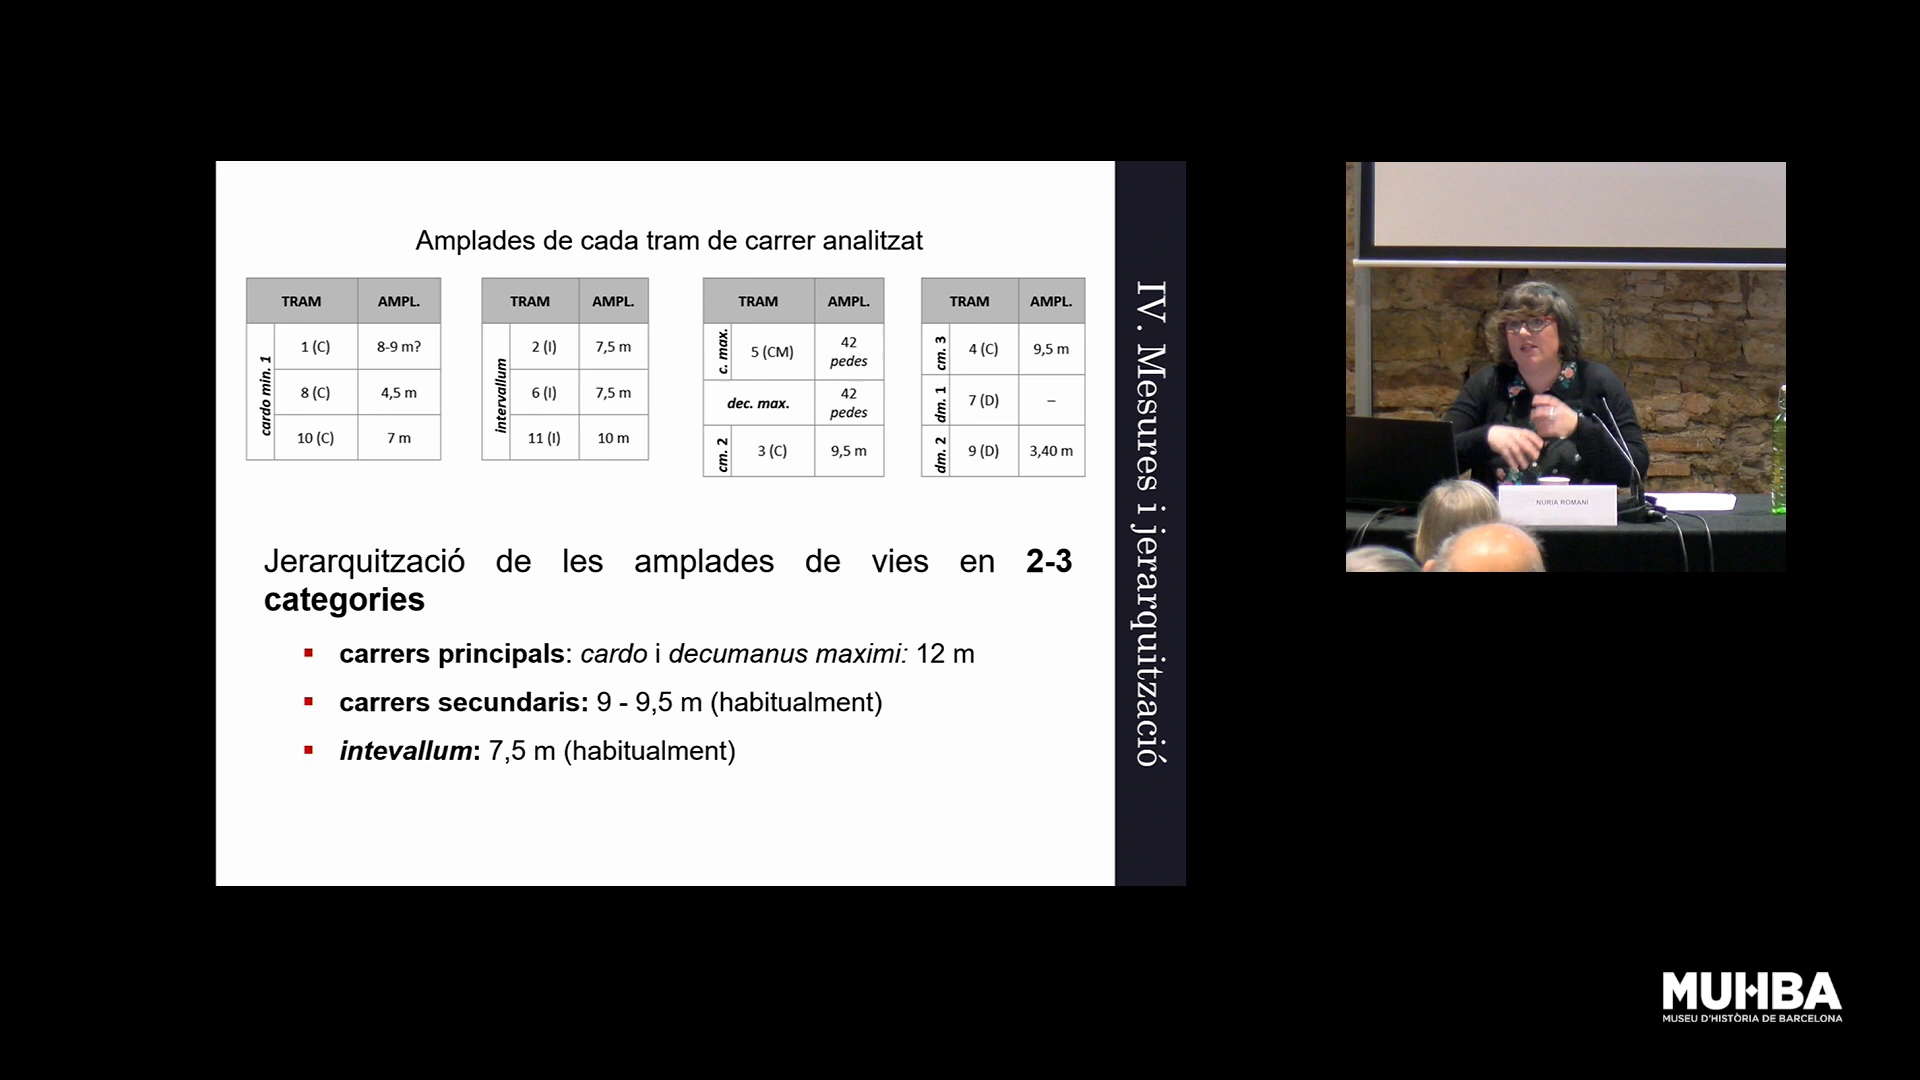 Amplades de cada tram de carrer analitzat
TRAM AMPL.
cardo min. 1
1 (C) 8-9 m?
8 (C) 4,5 m
10 (C) 7 m
TRAM AMPL.
intervallum
2 (I) 7,5 m
6 (I) 7,5 m
11 (I) 10 m
TRAM AMPL.
c. max. 5 (CM) 42 pedes
dec. max. 42 pedes
cm. 2 3 (C) 9,5 m
TRAM AMPL.
cm. 3 4 (C) 9,5 m
dm. 1 7 (D) –
dm. 2 9 (D) 3,40 m
Jerarquització de les amplades de vies en 2-3
categories
▪ carrers principals: cardo i decumanus maximi: 12 m
▪ carrers secundaris: 9 - 9,5 m (habitualment)
▪ intevallum: 7,5 m (habitualment)
IV. Mesures i jerarquització
NURIA ROMANÍ
MUHBA
MUSEU D'HISTÒRIA DE BARCELONA